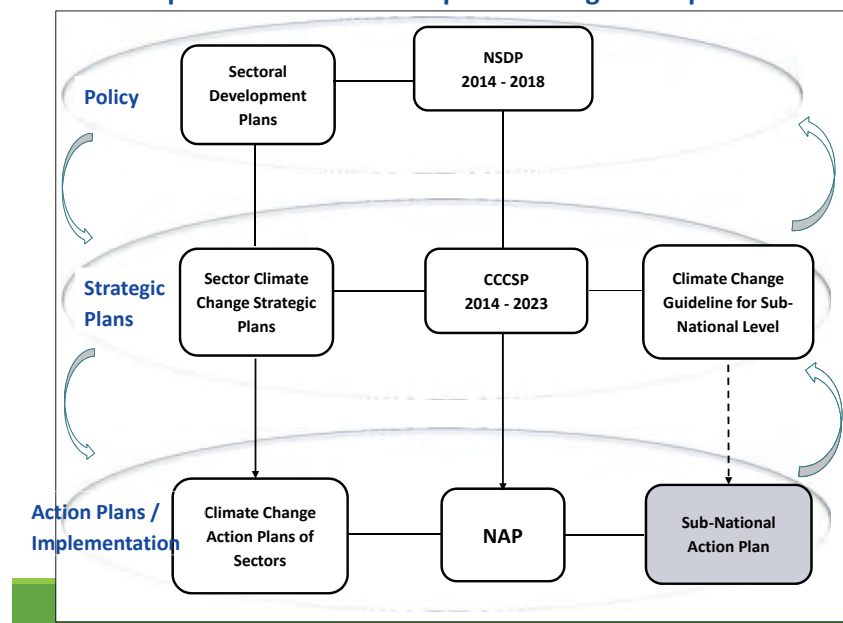 Policy
Sectoral
Development
Plans
NSDP
2014 - 2018
Strategic
Plans
Sector Climate
Change Strategic
Plans
CCCSP
2014 - 2023
Climate Change
Guideline for Sub-
National Level
Action Plans /
Implementation
Climate Change
Action Plans of
Sectors
NAP
Sub-National
Action Plan